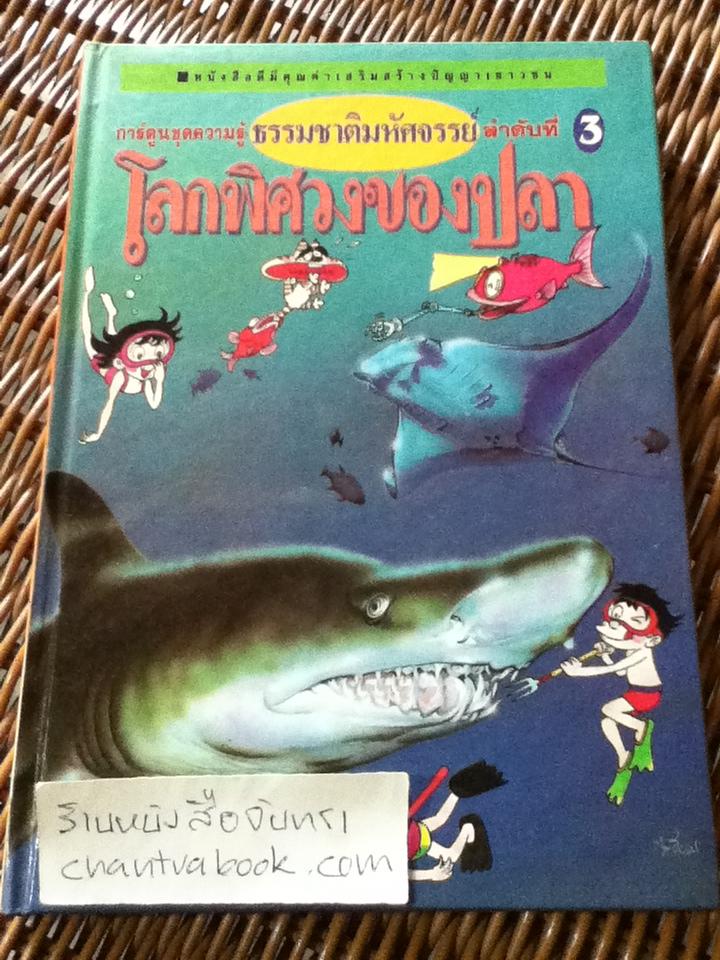 ■ หนังสือดีมีคุณค่าเสริมสร้างปัญญาเยาวชน
การ์ตูนชุดความรู้ ธรรมชาติมหัศจรรย์ ลำดับที่ 3
โลกพิศวงของปลา
ร้านหนังสือจันทรา
chantrabook.com